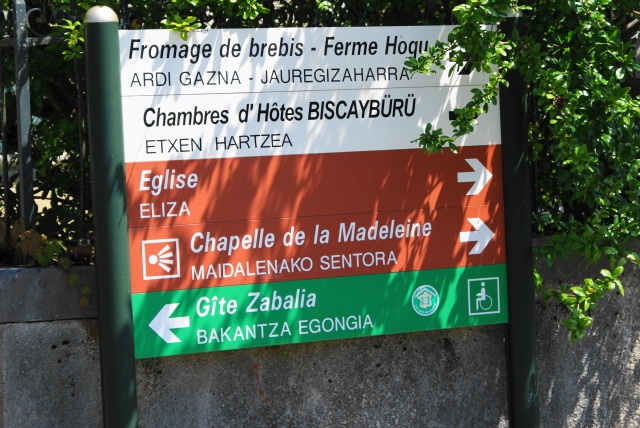 Fromage de brebis - Ferme Hoqu
ARDI GAZNA - JAUREGIZAHARRA
Chambres d'Hôtes BISCAYBÜRÜ
ETXEN HARTZEA
Eglise
ELIZA
Chapelle de la Madeleine
MAIDALENAKO SENTORA
Gîte Zabalia
BAKANTZA EGONGIA